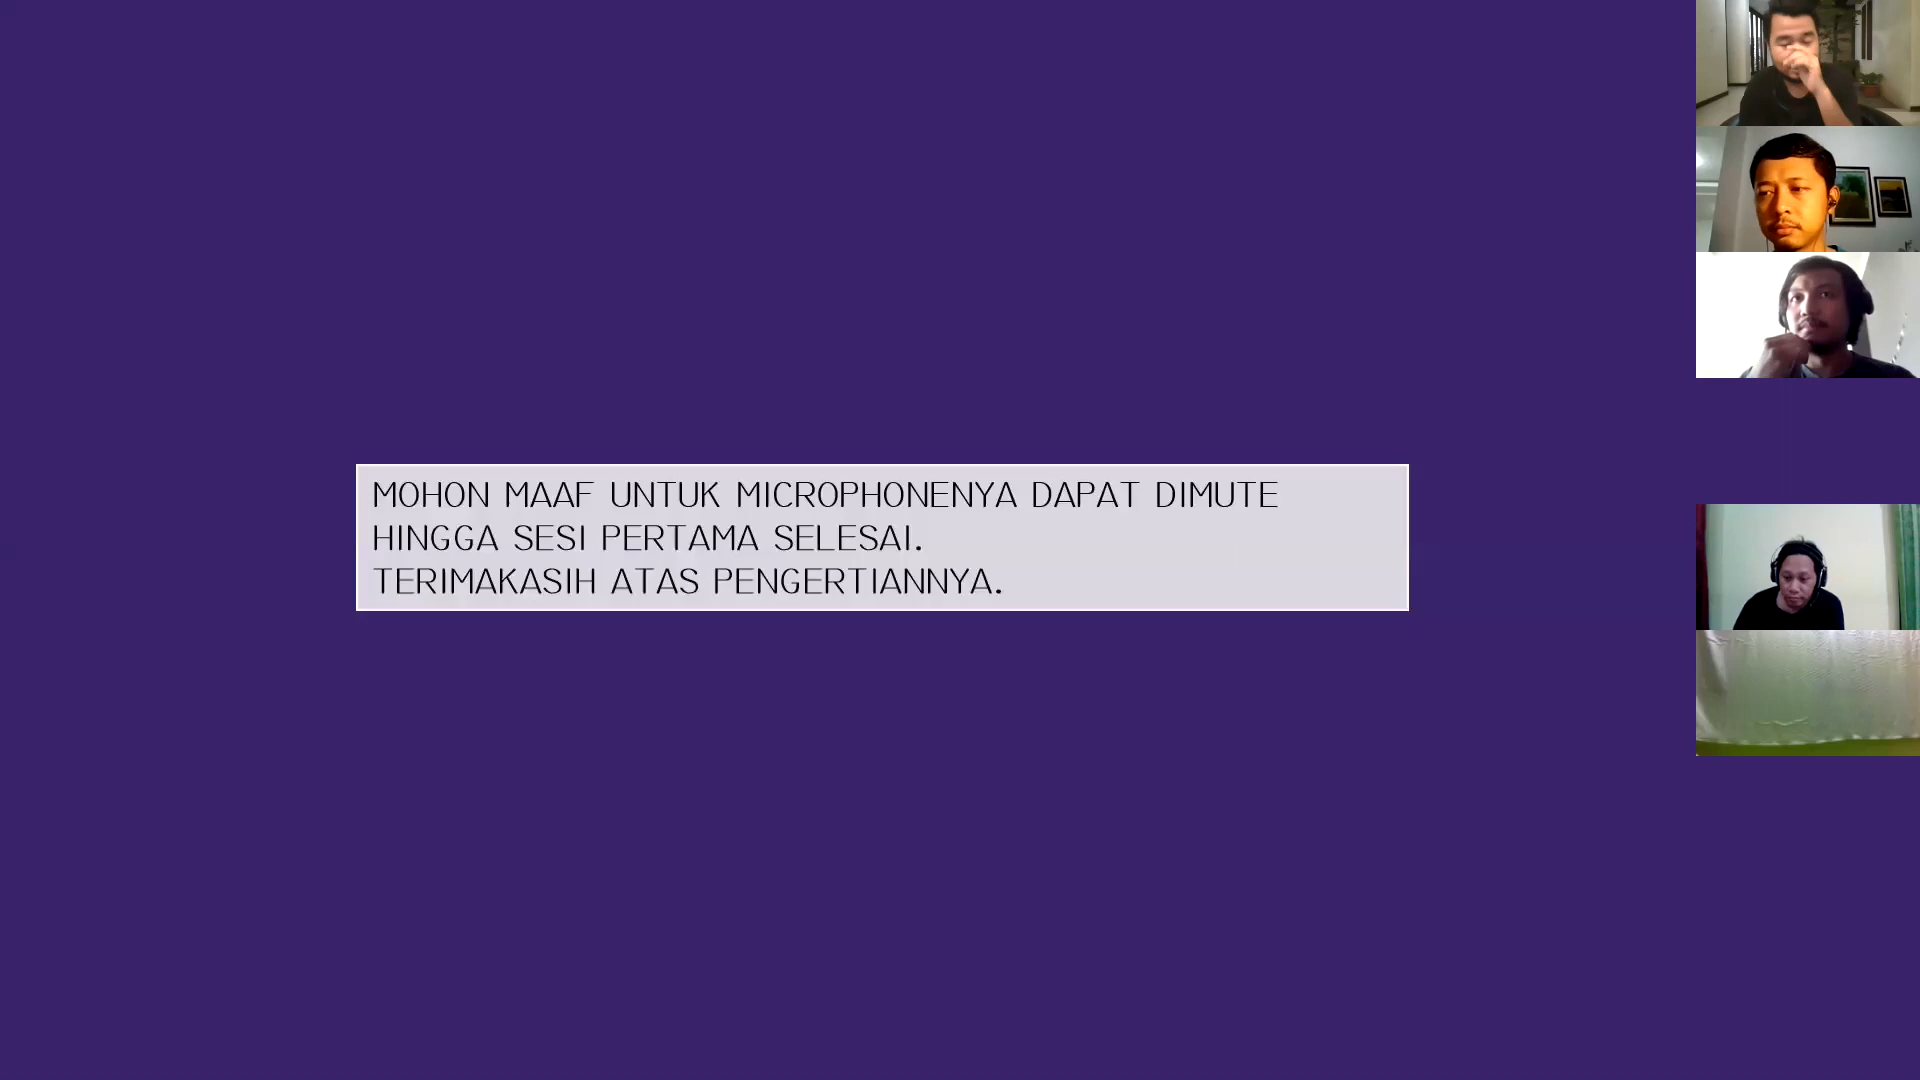 MOHON MAAF UNTUK MICROPHONENYA DAPAT DIMUTE
HINGGA SESI PERTAMA SELESAI.
TERIMAKASIH ATAS PENGERTIANNYA.